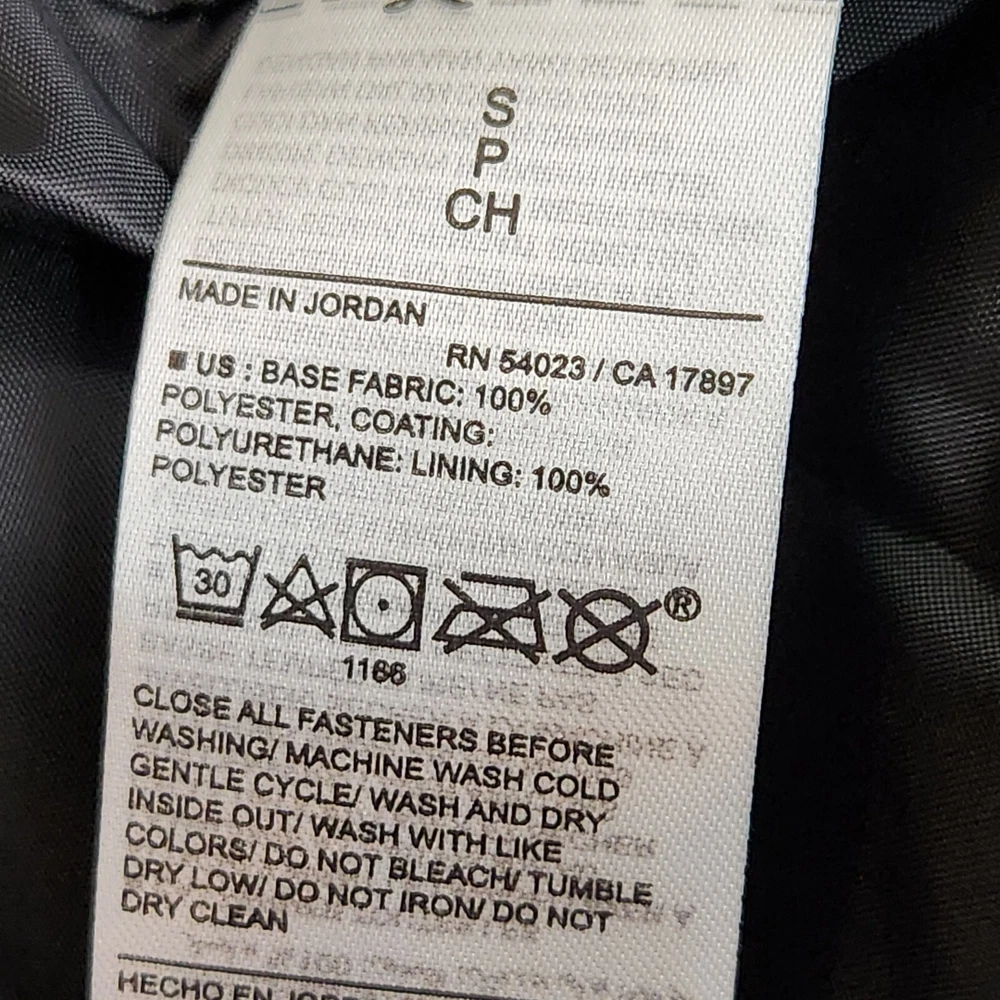 S
P
CH
MADE IN JORDAN
RN 54023 / CA 17897
US : BASE FABRIC: 100%
POLYESTER, COATING:
POLYURETHANE: LINING: 100%
POLYESTER
30
®
1166
CLOSE ALL FASTENERS BEFORE
WASHING/ MACHINE WASH COLD
GENTLE CYCLE/ WASH AND DRY
INSIDE OUT/ WASH WITH LIKE
COLORS/ DO NOT BLEACH/ TUMBLE
DRY LOW/ DO NOT IRON/ DO NOT
DRY CLEAN
HECHO EN